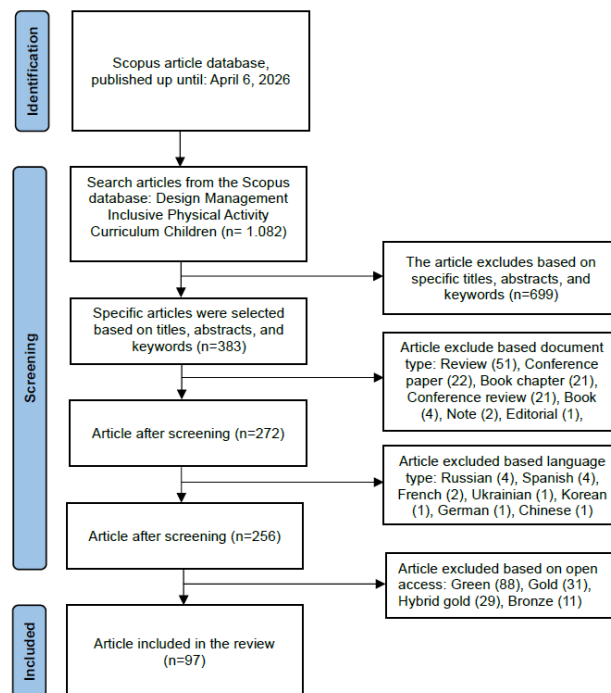 Identification
Scopus article database,
published up until: April 6, 2026
Screening
Search articles from the Scopus
database: Design Management
Inclusive Physical Activity
Curriculum Children (n= 1.082)
The article excludes based on
specific titles, abstracts, and
keywords (n=699)
Specific articles were selected
based on titles, abstracts, and
keywords (n=383)
Article exclude based document
type: Review (51), Conference
paper (22), Book chapter (21),
Conference review (21), Book
(4), Note (2), Editorial (1),
Article after screening (n=272)
Article excluded based language
type: Russian (4), Spanish (4),
French (2), Ukrainian (1), Korean
(1), German (1), Chinese (1)
Article after screening (n=256)
Article excluded based on open
access: Green (88), Gold (31),
Hybrid gold (29), Bronze (11)
Included
Article included in the review
(n=97)